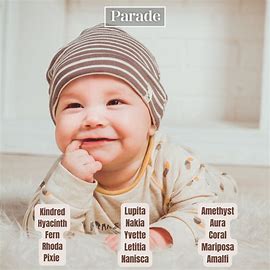 Parade
Kindred
Hyacinth
Fern
Rhoda
Pixie
Lupita
Nakia
Yvette
Letitia
Nanisca
Amethyst
Aura
Coral
Mariposa
Amalfi